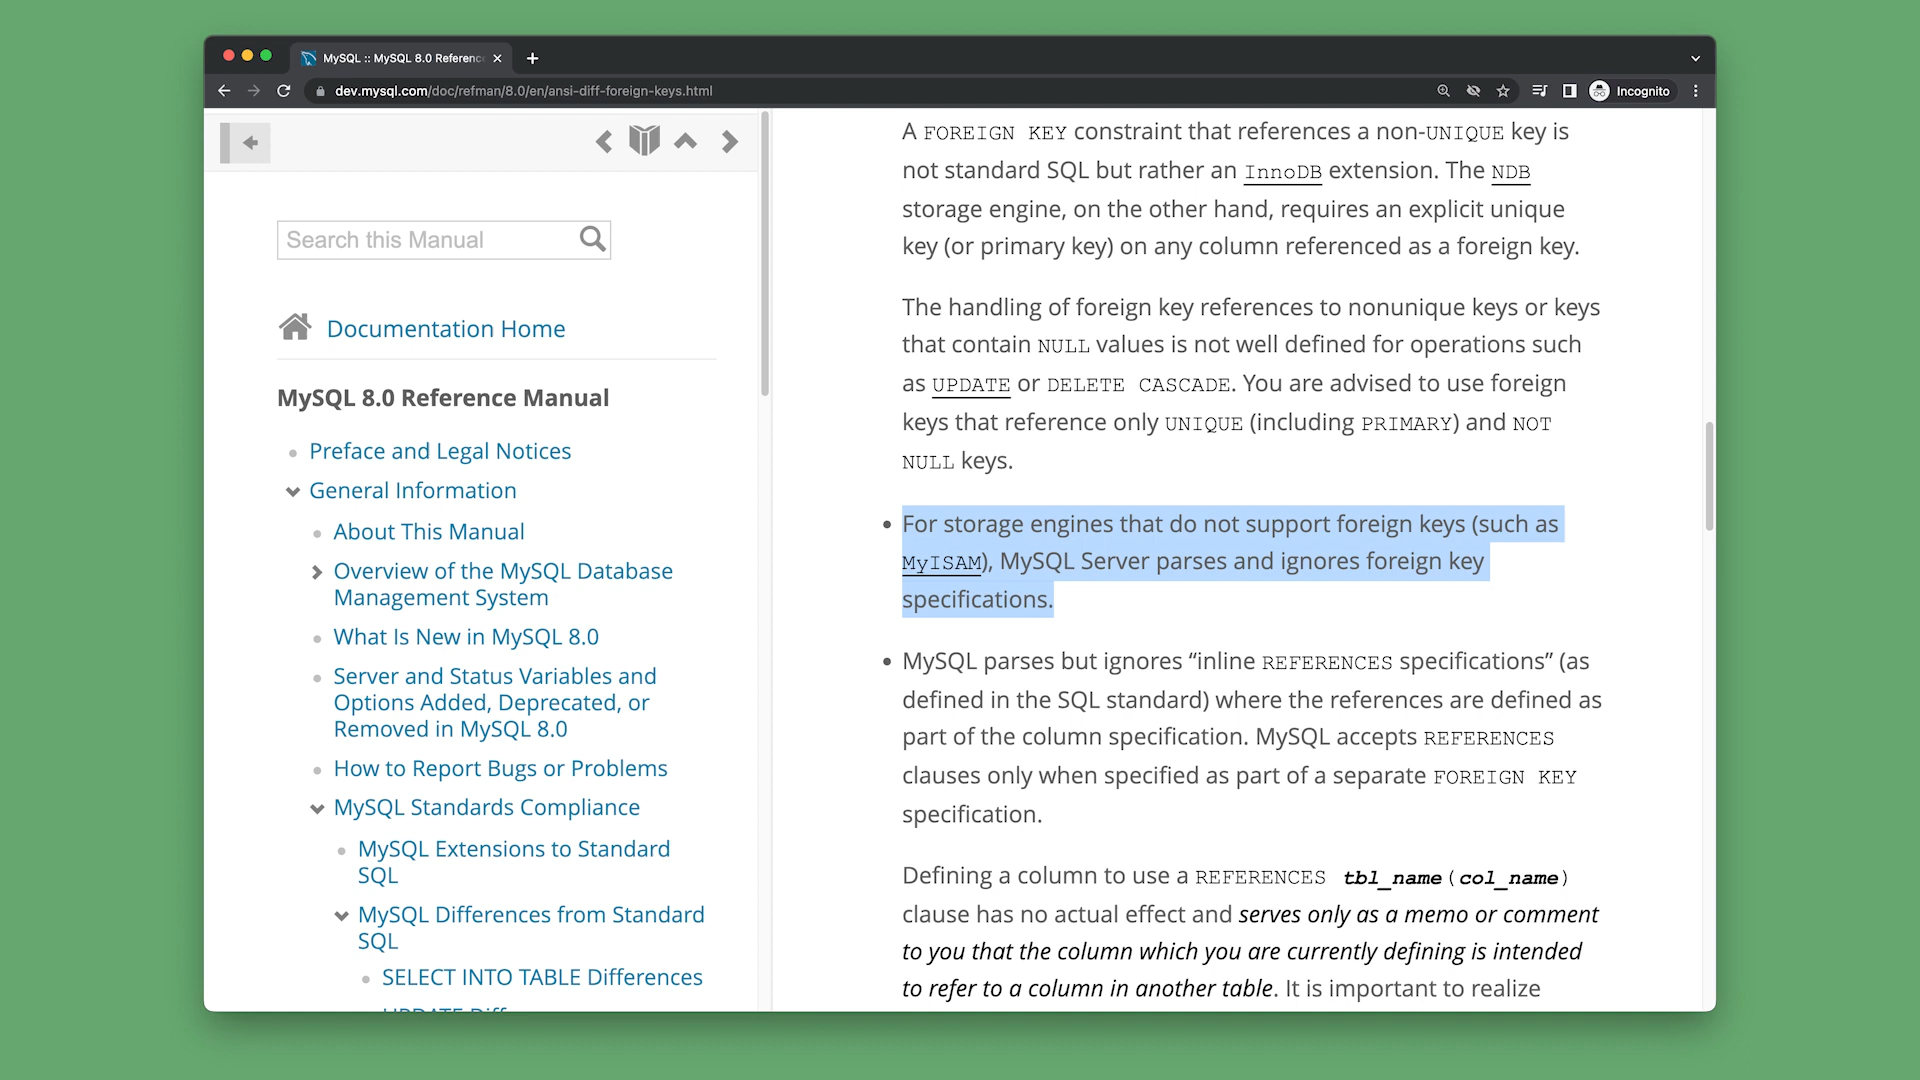 MySQL :: MySQL 8.0 Referenc
dev.mysql.com/doc/refman/8.0/en/ansi-diff-foreign-keys.html
Incognito
Search this Manual
Documentation Home
MySQL 8.0 Reference Manual
Preface and Legal Notices
General Information
About This Manual
Overview of the MySQL Database
Management System
What Is New in MySQL 8.0
Server and Status Variables and
Options Added, Deprecated, or
Removed in MySQL 8.0
How to Report Bugs or Problems
MySQL Standards Compliance
MySQL Extensions to Standard
SQL
MySQL Differences from Standard
SQL
SELECT INTO TABLE Differences
A FOREIGN KEY constraint that references a non-UNIQUE key is
not standard SQL but rather an InnoDB extension. The NDB
storage engine, on the other hand, requires an explicit unique
key (or primary key) on any column referenced as a foreign key.
The handling of foreign key references to nonunique keys or keys
that contain NULL values is not well defined for operations such
as UPDATE or DELETE CASCADE. You are advised to use foreign
keys that reference only UNIQUE (including PRIMARY) and NOT
NULL keys.
• For storage engines that do not support foreign keys (such as
MyISAM), MySQL Server parses and ignores foreign key
specifications.
• MySQL parses but ignores “inline REFERENCES specifications” (as
defined in the SQL standard) where the references are defined as
part of the column specification. MySQL accepts REFERENCES
clauses only when specified as part of a separate FOREIGN KEY
specification.
Defining a column to use a REFERENCES tbl_name(col_name)
clause has no actual effect and serves only as a memo or comment
to you that the column which you are currently defining is intended
to refer to a column in another table. It is important to realize